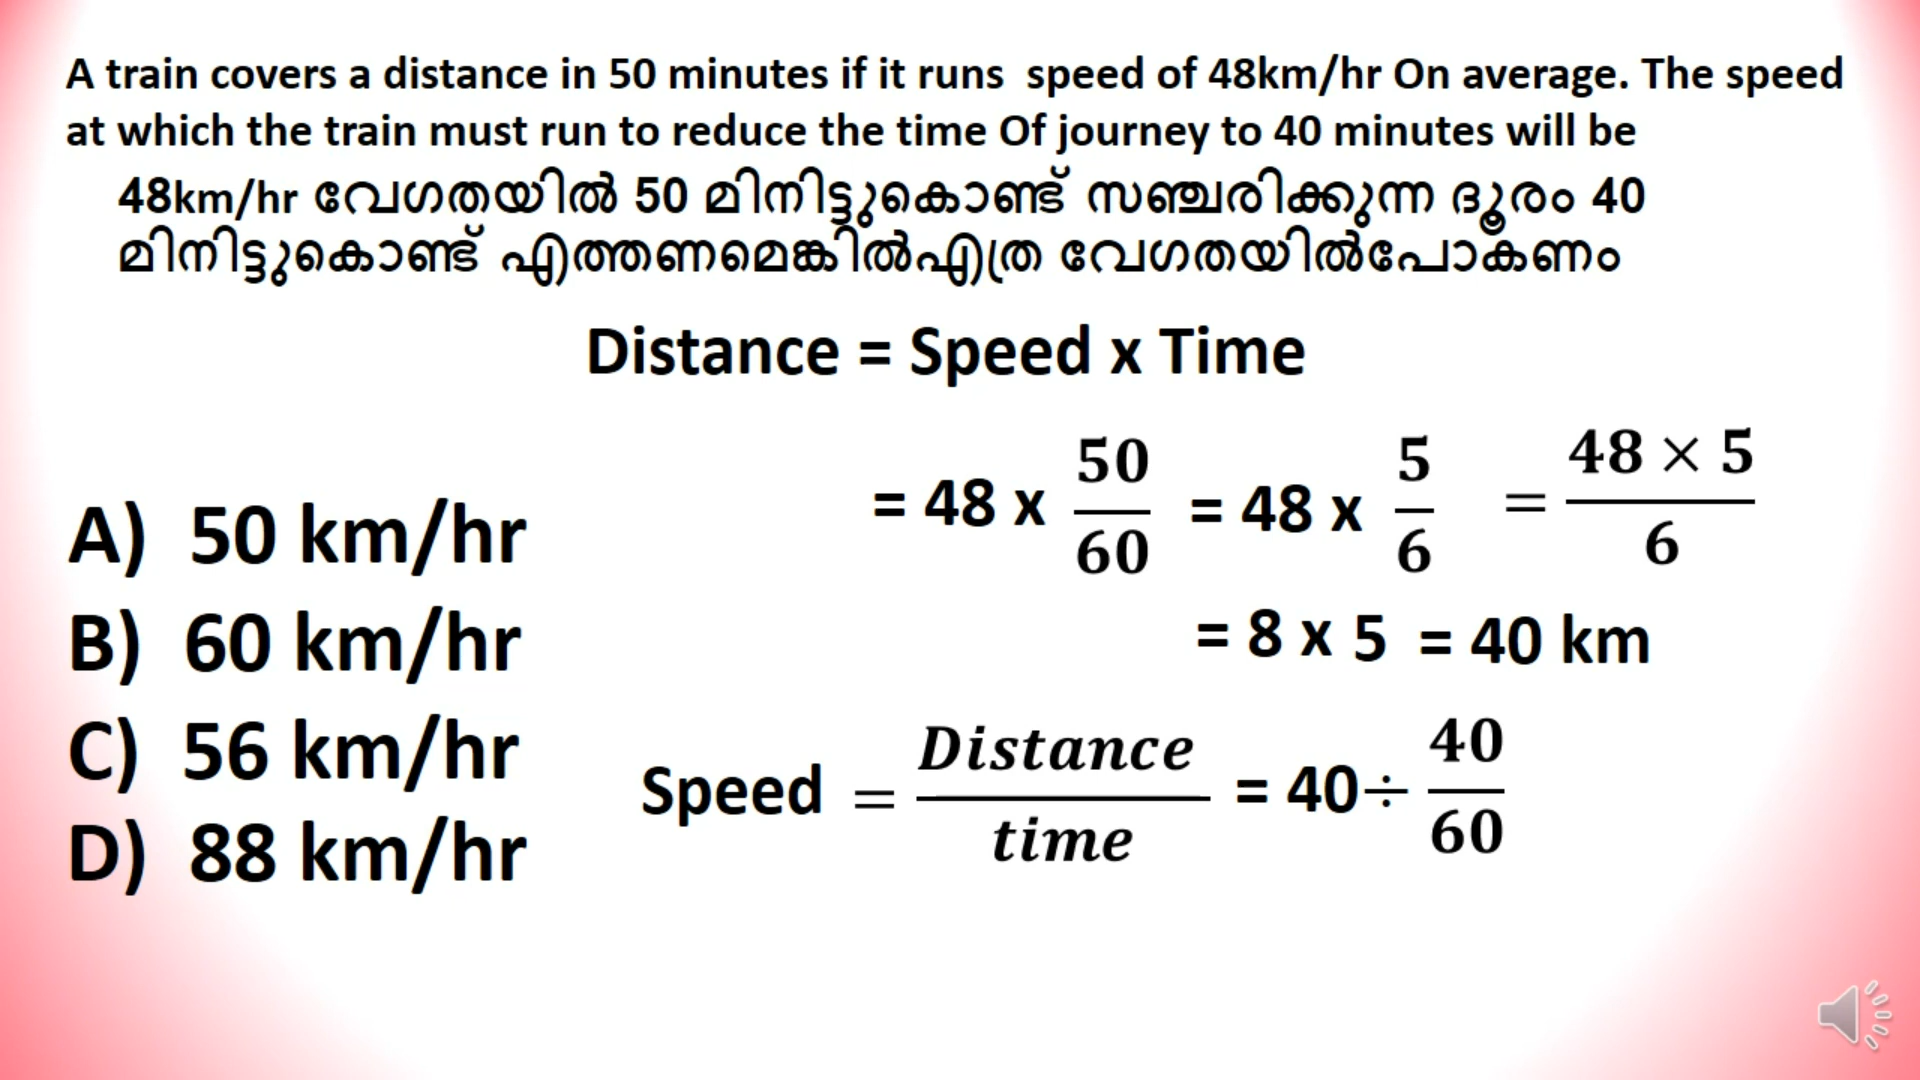 A train covers a distance in 50 minutes if it runs  speed of 48km/hr On average. The speed
at which the train must run to reduce the time Of journey to 40 minutes will be
48km/hr വേഗതയിൽ 50 മിനിട്ടുകൊണ്ട് സഞ്ചരിക്കുന്ന ദൂരം 40
മിനിട്ടുകൊണ്ട് എത്തണമെങ്കിൽഎത്ര വേഗതയിൽപോകണം
Distance = Speed x Time
= 48 x 50/60 = 48 x 5/6 = 48 × 5/6
= 8 x 5 = 40 km
A) 50 km/hr
B) 60 km/hr
C) 56 km/hr
D) 88 km/hr
Speed = Distance/time = 40÷ 40/60